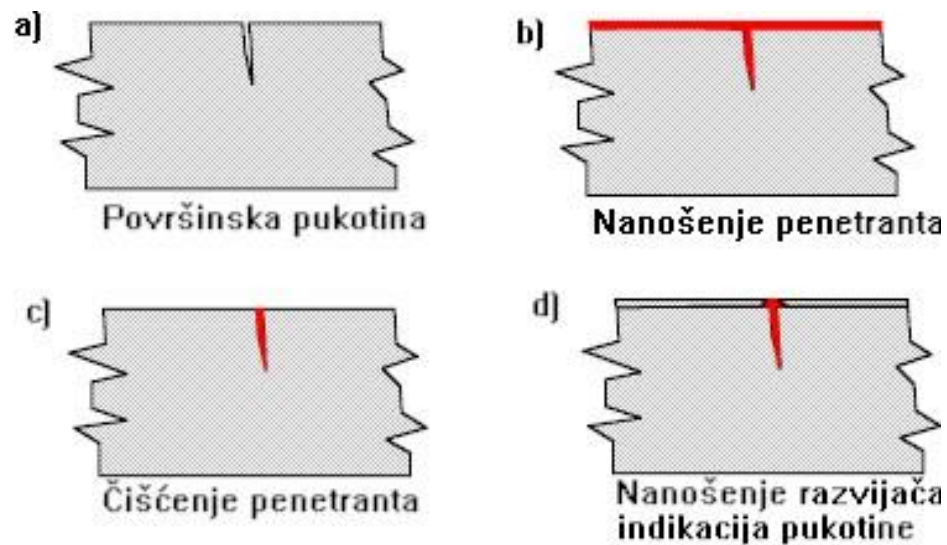 a)
Površinska pukotina
b)
Nanošenje penetranta
c)
Čišćenje penetranta
d)
Nanošenje razvijača
indikacija pukotine